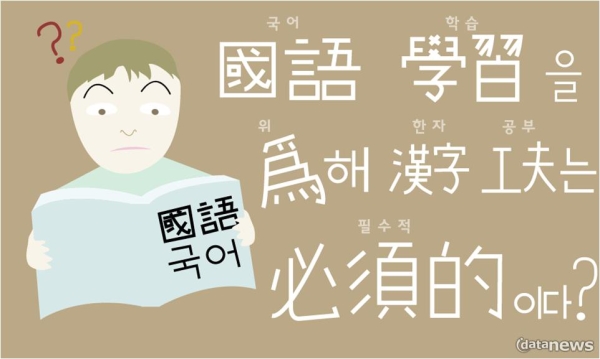 ??
국어 학습
國語 學習을
위 한자 공부
爲해 漢字 工夫는
필수적
必須的이다?
國語
국어
(datanews